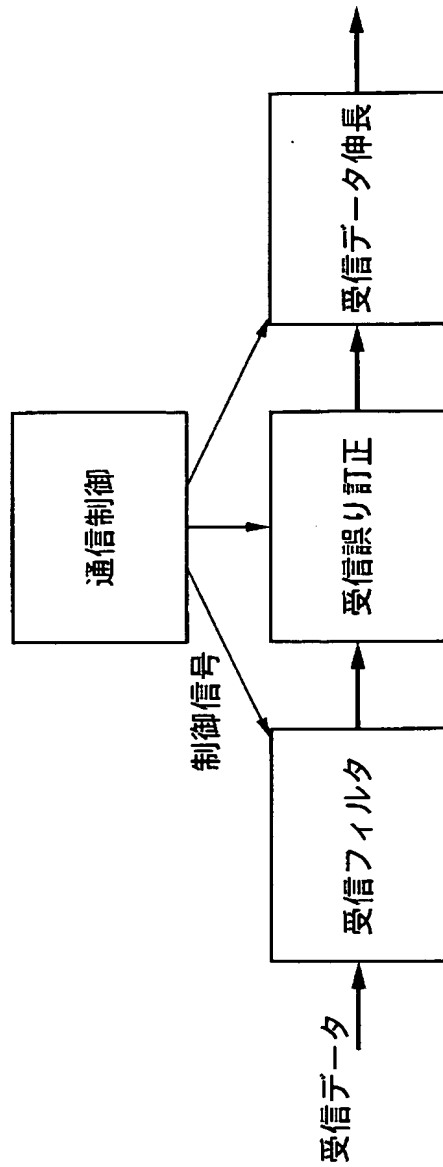 通信制御
制御信号
受信データ
受信フィルタ
受信誤り訂正
受信データ伸長